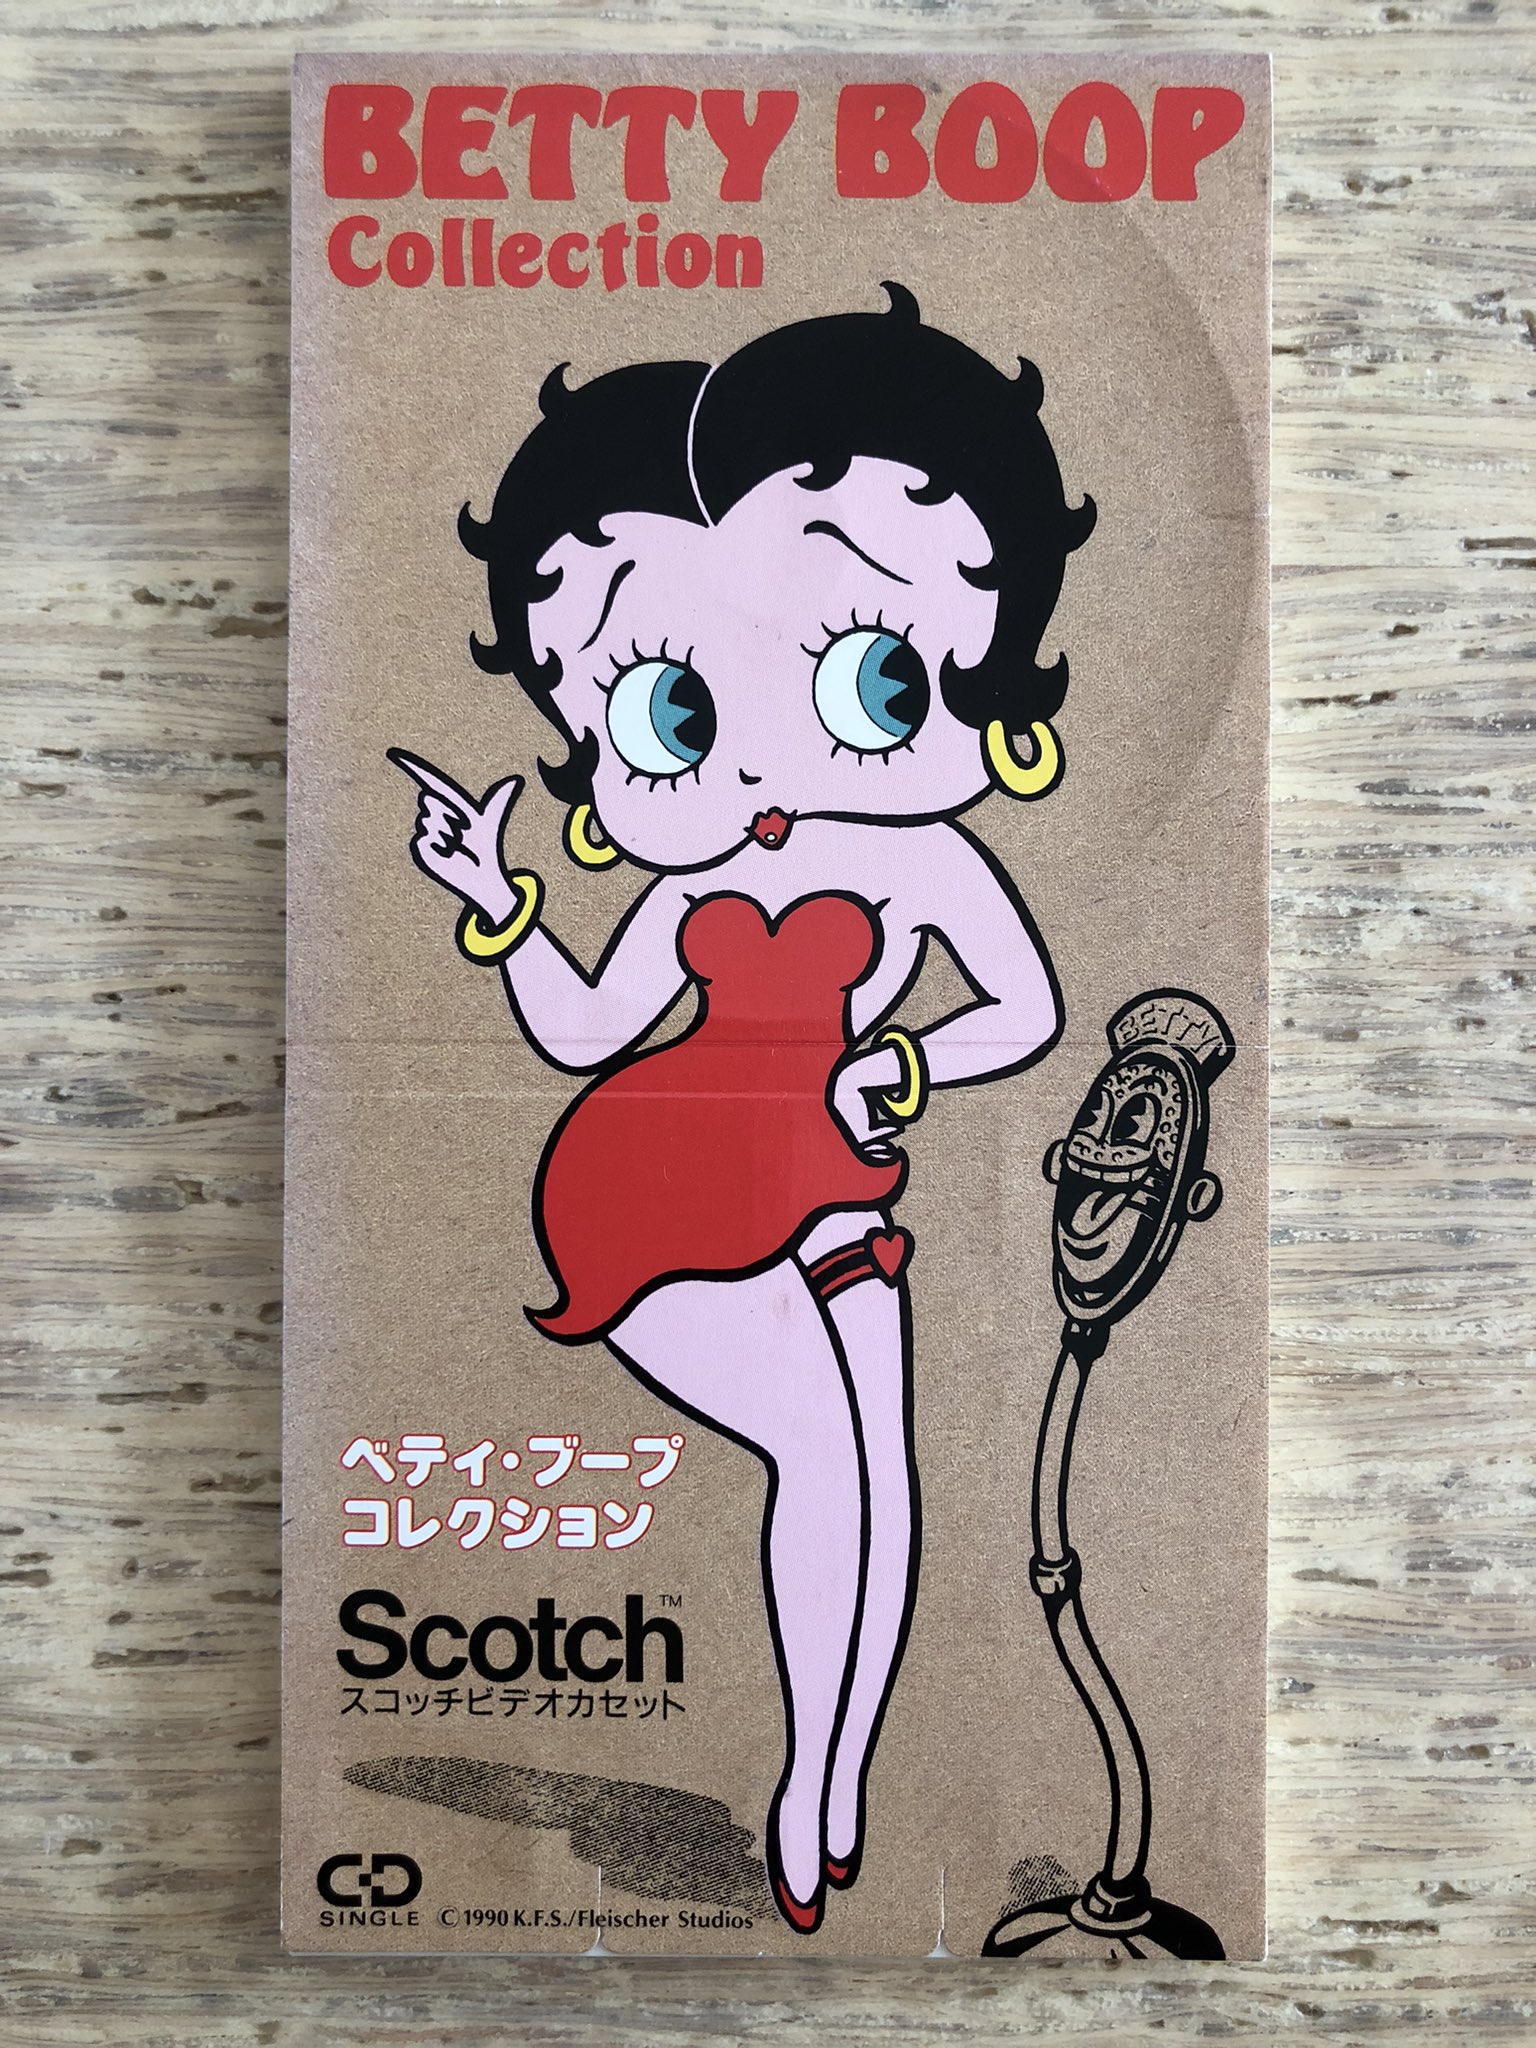 BETTY BOOP
Collection
BETTY
ベティ・ブープ
コレクション
Scotch™
スコッチビデオカセット
CD
SINGLE © 1990 K.F.S./Fleischer Studios